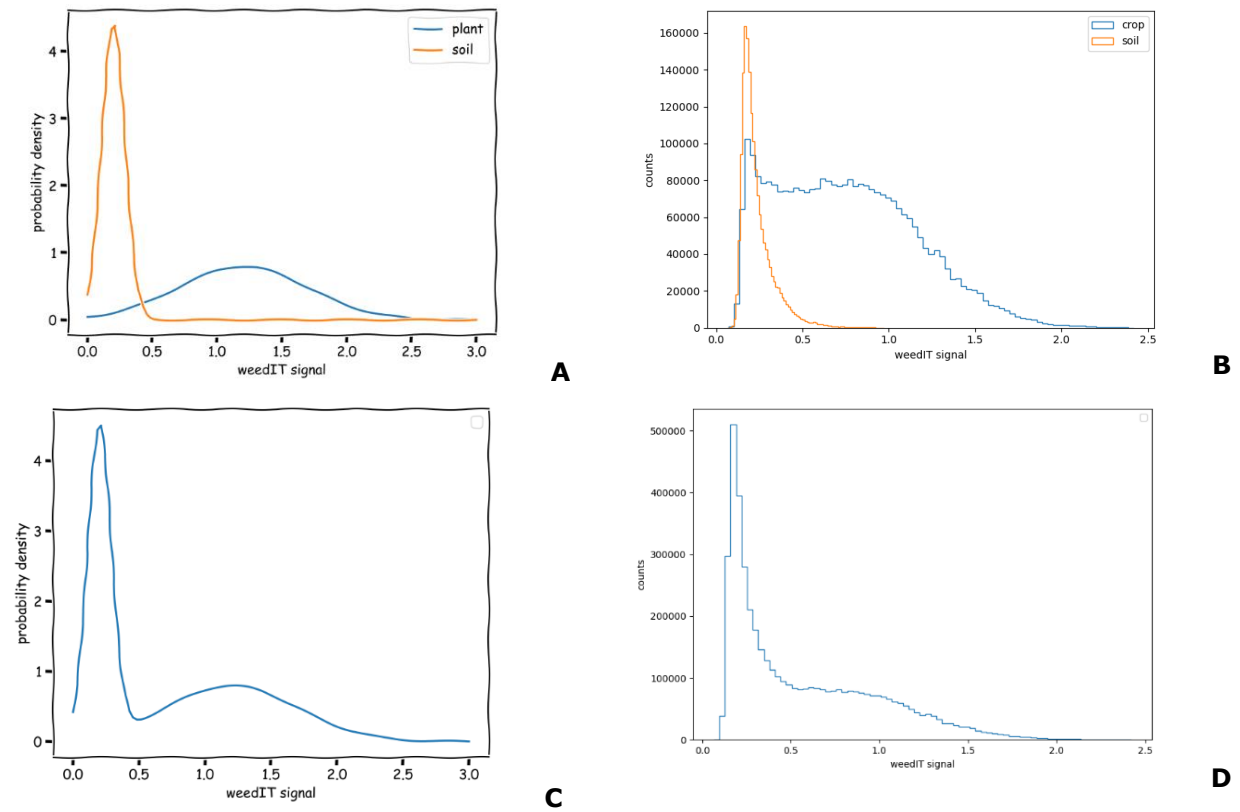 plant
soil
4
3
2
1
0
probability density
0.0 0.5 1.0 1.5 2.0 2.5 3.0
weedIT signal
A
crop
soil
160000
140000
120000
100000
80000
60000
40000
20000
0
counts
0.0 0.5 1.0 1.5 2.0 2.5
weedIT signal
B
4
3
2
1
0
probability density
0.0 0.5 1.0 1.5 2.0 2.5 3.0
weedIT signal
C
500000
400000
300000
200000
100000
0
counts
0.0 0.5 1.0 1.5 2.0 2.5
weedIT signal
D